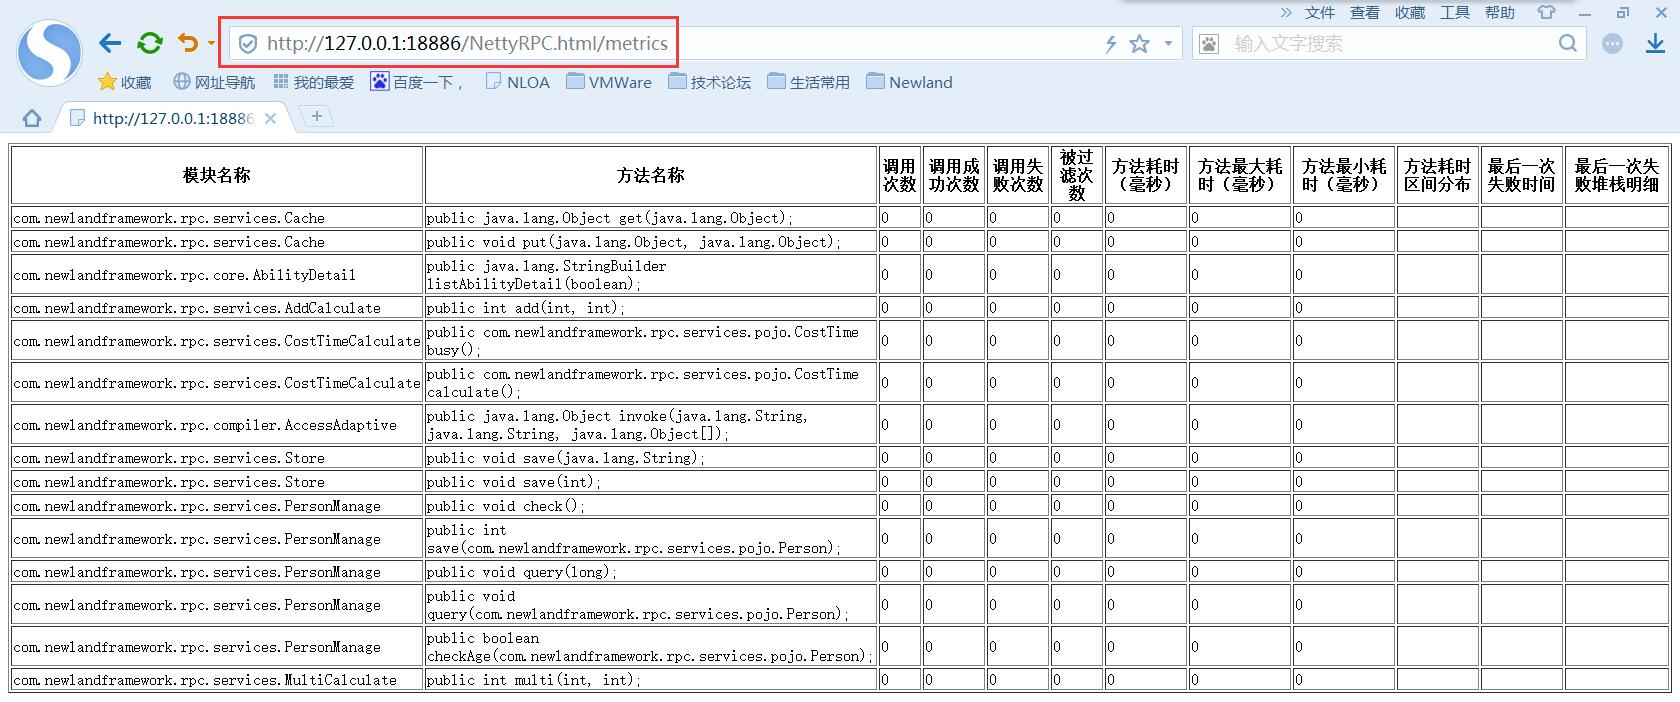 文件 查看 收藏 工具 帮助
http://127.0.0.1:18886/NettyRPC.html/metrics
输入文字搜索
收藏 网址导航 我的最爱 百度一下， NLOA VMWare 技术论坛 生活常用 Newland
http://127.0.0.1:18886
模块名称 方法名称 调用次数 调用成功次数 调用失败次数 被过滤次数 方法耗时（毫秒） 方法最大耗时（毫秒） 方法最小耗时（毫秒） 方法耗时区间分布 最后一次失败时间 最后一次失败堆栈明细
com.newlandframework.rpc.services.Cache public java.lang.Object get(java.lang.Object); 0 0 0 0 0 0 0
com.newlandframework.rpc.services.Cache public void put(java.lang.Object, java.lang.Object); 0 0 0 0 0 0 0
com.newlandframework.rpc.core.AbilityDetail public java.lang.StringBuilder listAbilityDetail(boolean); 0 0 0 0 0 0 0
com.newlandframework.rpc.services.AddCalculate public int add(int, int); 0 0 0 0 0 0 0
com.newlandframework.rpc.services.CostTimeCalculate public com.newlandframework.rpc.services.pojo.CostTime busy(); 0 0 0 0 0 0 0
com.newlandframework.rpc.services.CostTimeCalculate public com.newlandframework.rpc.services.pojo.CostTime calculate(); 0 0 0 0 0 0 0
com.newlandframework.rpc.compiler.AccessAdaptive public java.lang.Object invoke(java.lang.String, java.lang.String, java.lang.Object[]); 0 0 0 0 0 0 0
com.newlandframework.rpc.services.Store public void save(java.lang.String); 0 0 0 0 0 0 0
com.newlandframework.rpc.services.Store public void save(int); 0 0 0 0 0 0 0
com.newlandframework.rpc.services.PersonManage public void check(); 0 0 0 0 0 0 0
com.newlandframework.rpc.services.PersonManage public int save(com.newlandframework.rpc.services.pojo.Person); 0 0 0 0 0 0 0
com.newlandframework.rpc.services.PersonManage public void query(long); 0 0 0 0 0 0 0
com.newlandframework.rpc.services.PersonManage public void query(com.newlandframework.rpc.services.pojo.Person); 0 0 0 0 0 0 0
com.newlandframework.rpc.services.PersonManage public boolean checkAge(com.newlandframework.rpc.services.pojo.Person); 0 0 0 0 0 0 0
com.newlandframework.rpc.services.MultiCalculate public int multi(int, int); 0 0 0 0 0 0 0